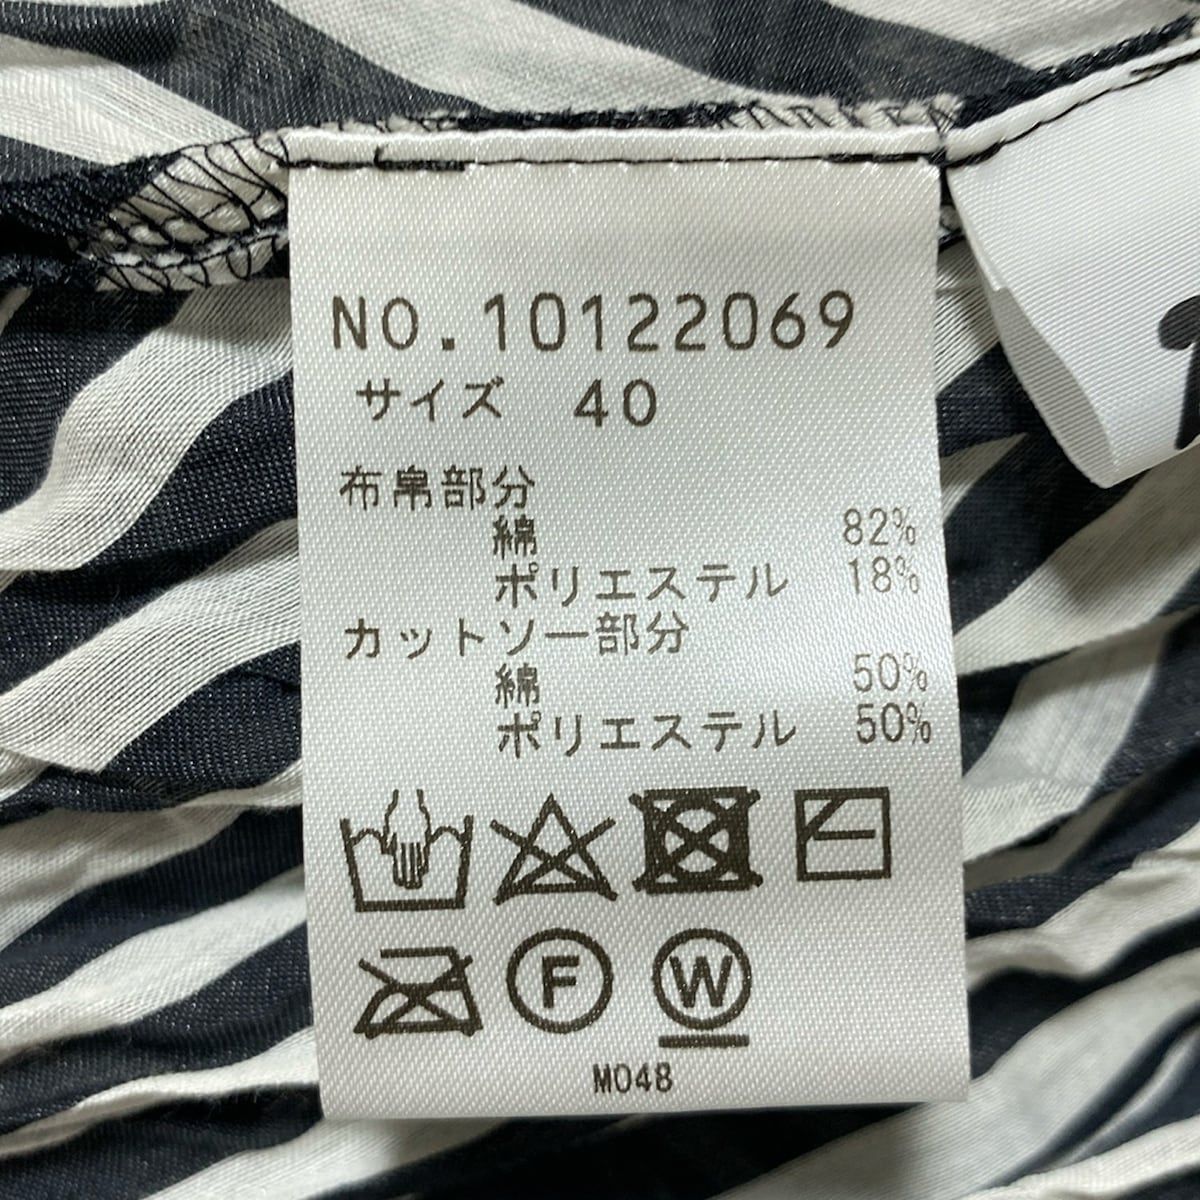 NO.10122069
サイズ 40
布帛部分
綿 82%
ポリエステル 18%
カットソー部分
綿 50%
ポリエステル 50%
F W
M048